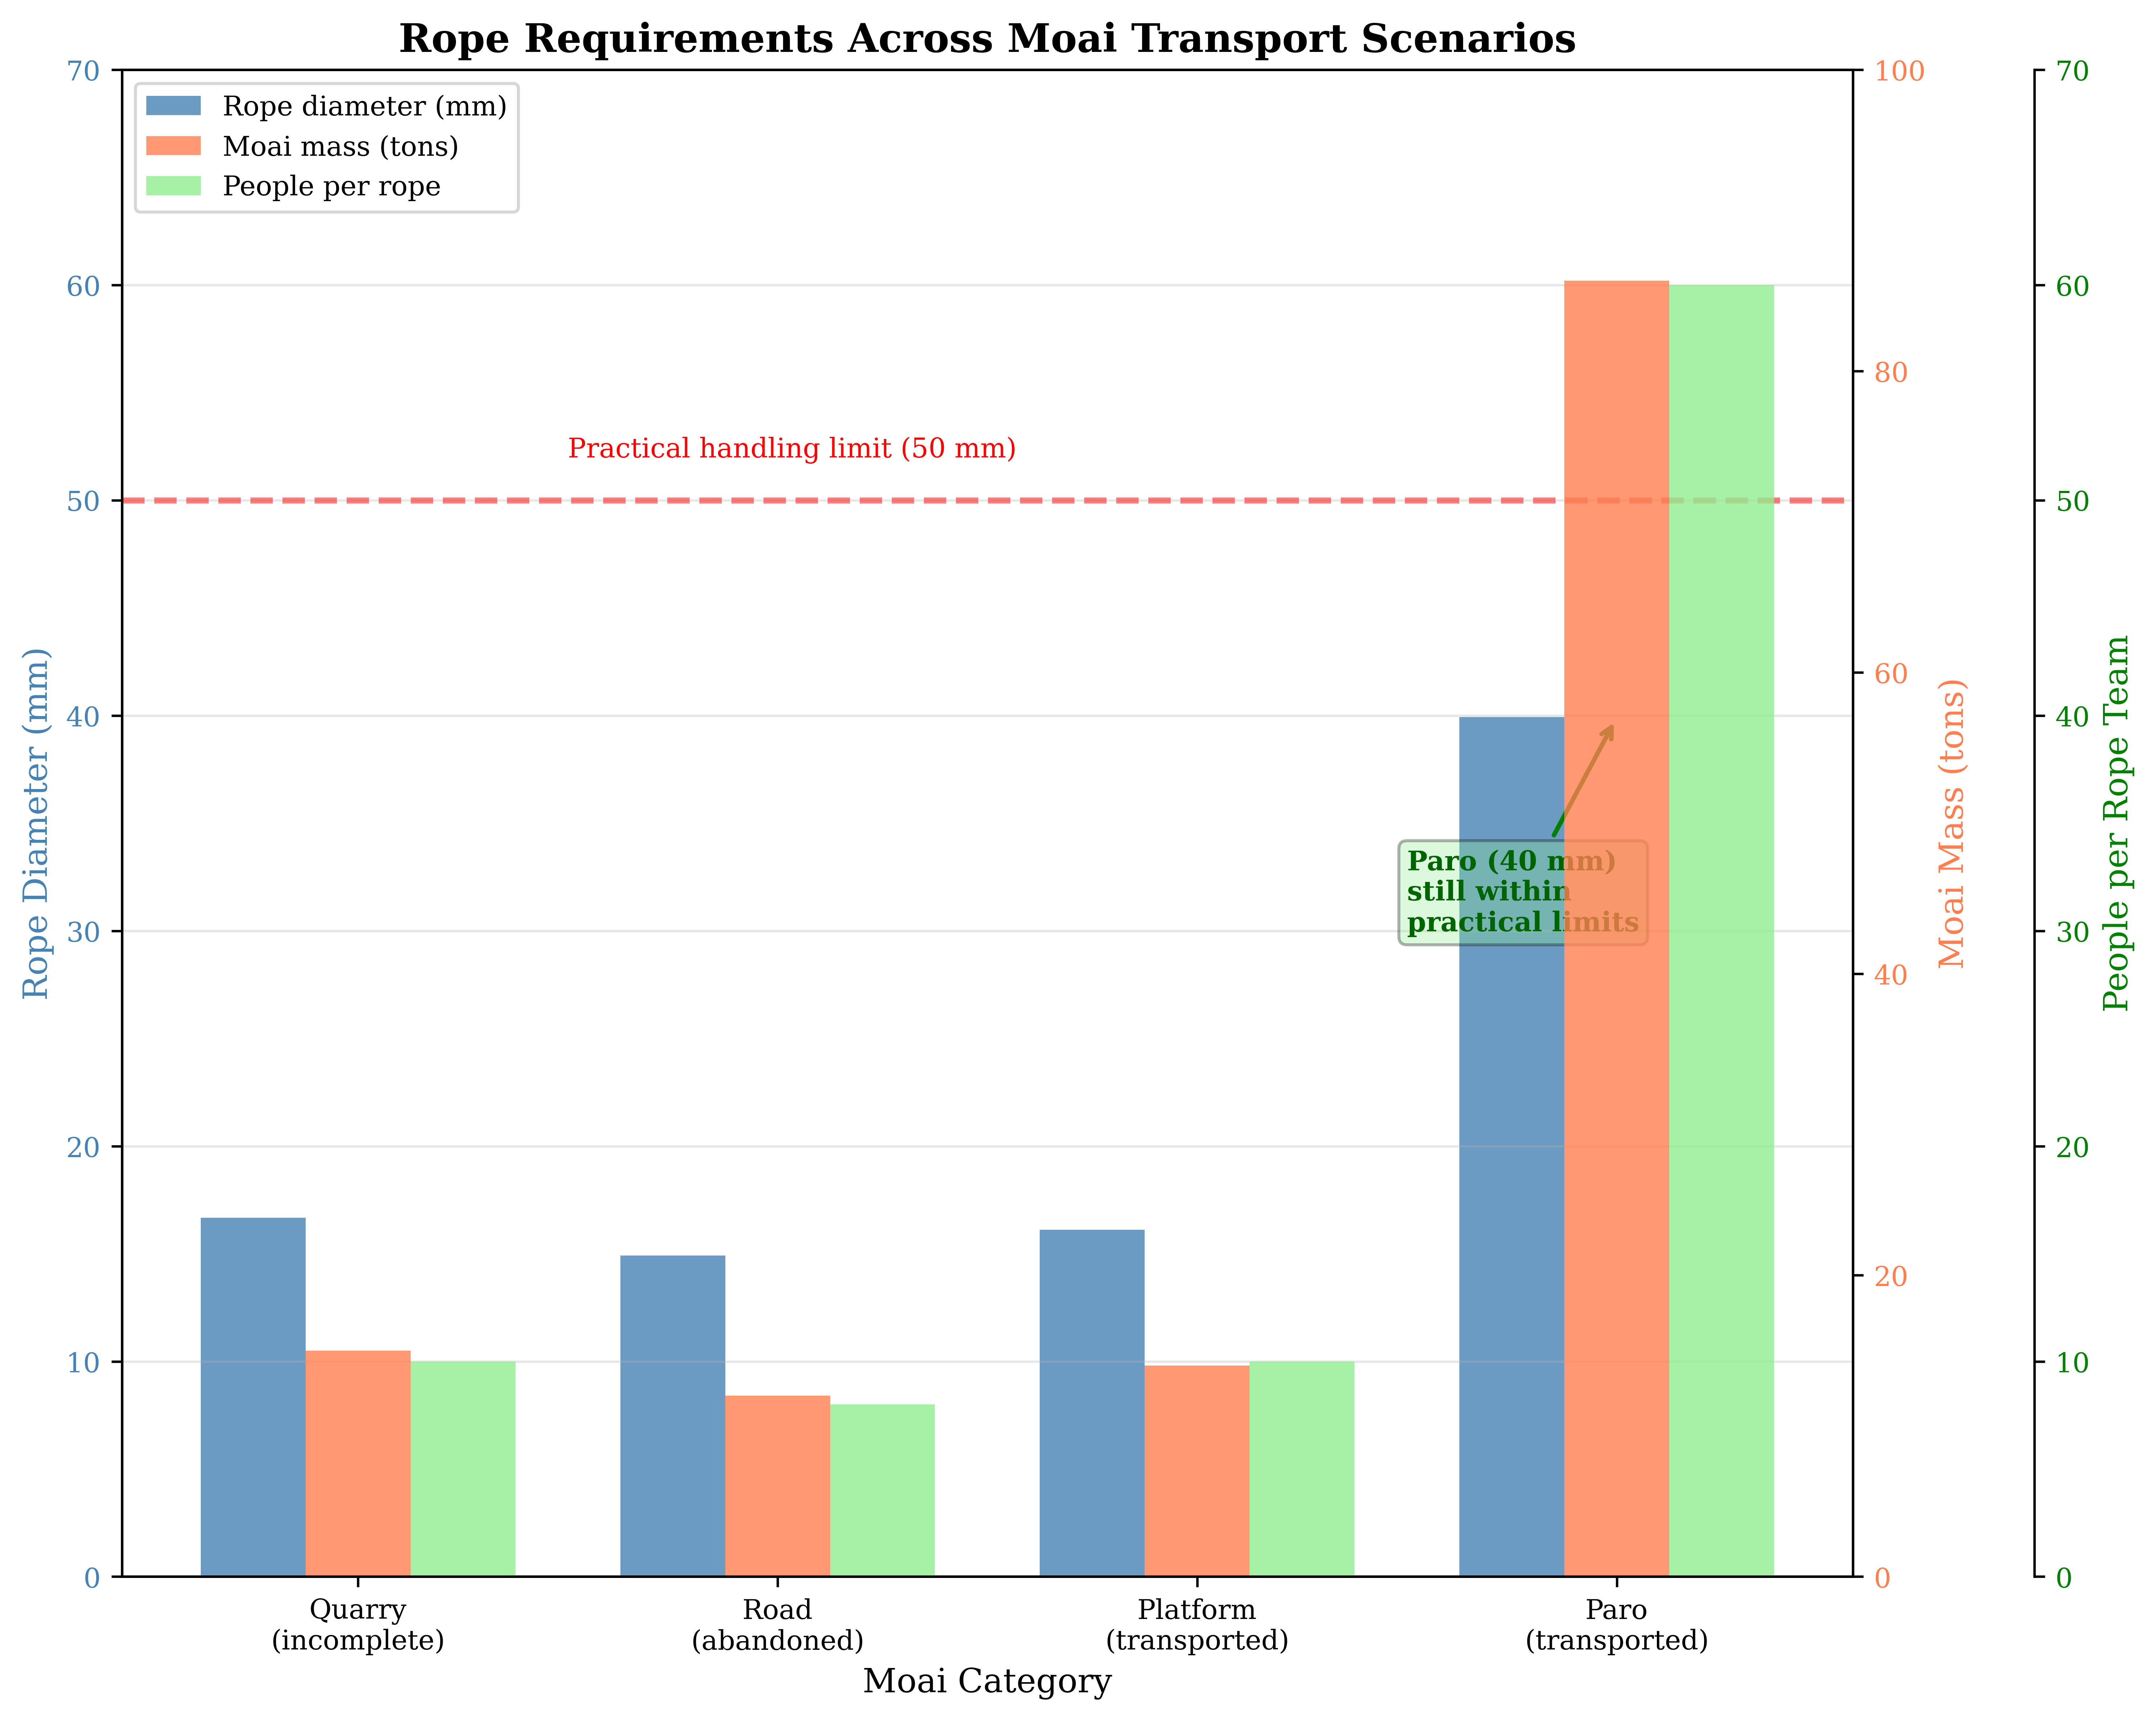 Rope Requirements Across Moai Transport Scenarios
Rope diameter (mm)
Moai mass (tons)
People per rope
Practical handling limit (50 mm)
Paro (40 mm)
still within
practical limits
Rope Diameter (mm)
70
60
50
40
30
20
10
0
100
80
60
40
20
0
Moai Mass (tons)
70
60
50
40
30
20
10
0
People per Rope Team
Quarry
(incomplete)
Road
(abandoned)
Platform
(transported)
Paro
(transported)
Moai Category